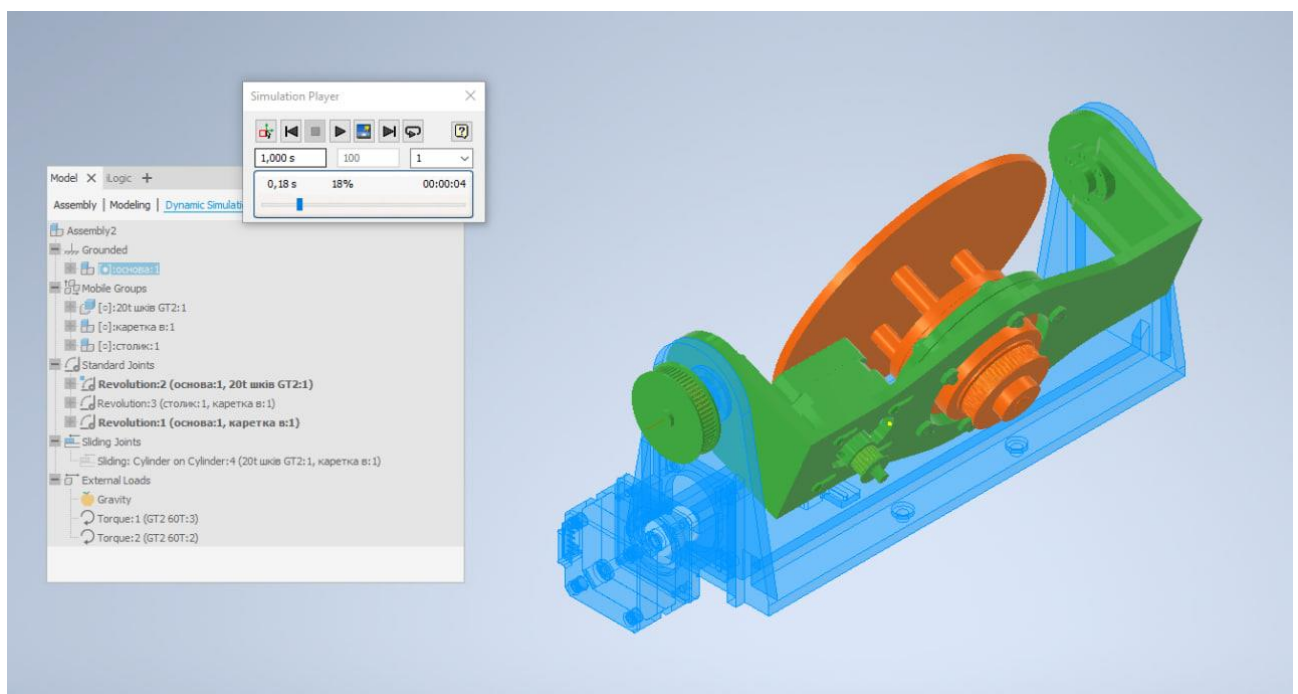 Simulation Player
1,000 s 100 1
0,18 s 18% 00:00:04
Model iLogic
Assembly | Modeling | Dynamic Simulati
Assembly2
Grounded
[o]:основа:1
Mobile Groups
[o]:20t шків GT2:1
[o]:каретка в:1
[o]:столик:1
Standard Joints
Revolution:2 (основа:1, 20t шків GT2:1)
Revolution:3 (столик:1, каретка в:1)
Revolution:1 (основа:1, каретка в:1)
Sliding Joints
Sliding: Cylinder on Cylinder:4 (20t шків GT2:1, каретка в:1)
External Loads
Gravity
Torque:1 (GT2 60T:3)
Torque:2 (GT2 60T:2)